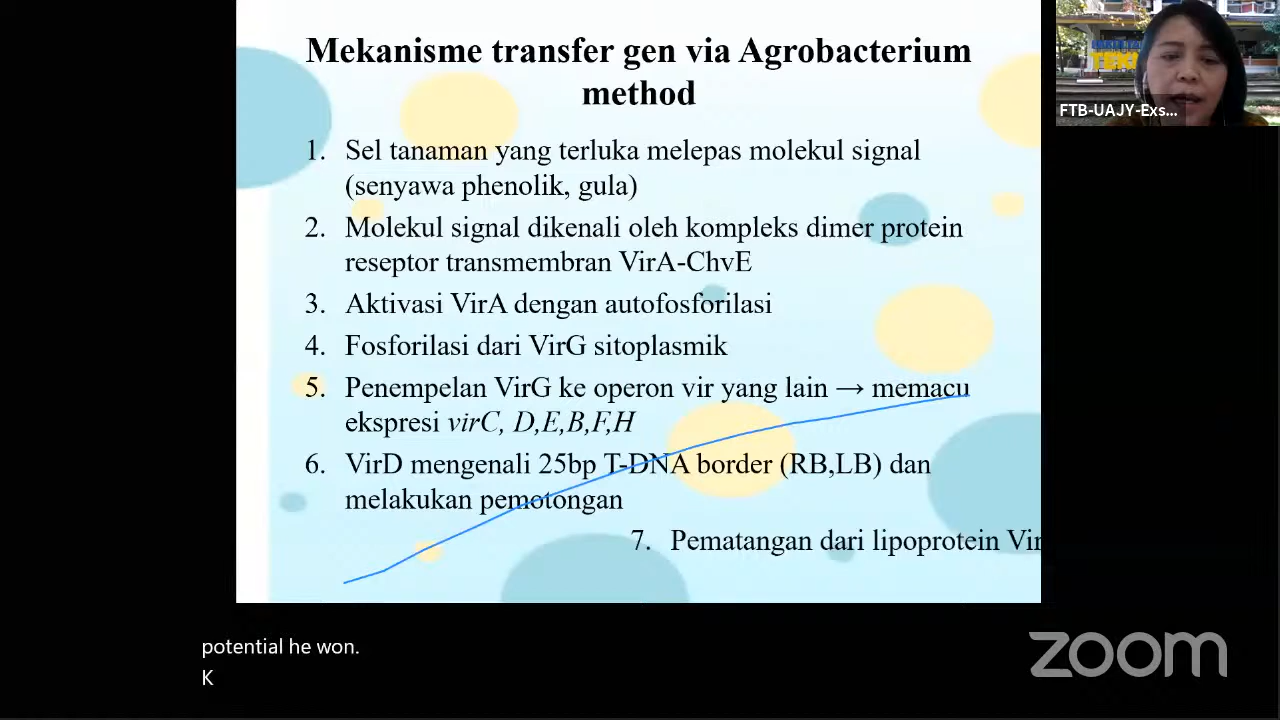 Mekanisme transfer gen via Agrobacterium
method
1. Sel tanaman yang terluka melepas molekul signal
(senyawa phenolik, gula)
2. Molekul signal dikenali oleh kompleks dimer protein
reseptor transmembran VirA-ChvE
3. Aktivasi VirA dengan autofosforilasi
4. Fosforilasi dari VirG sitoplasmik
5. Penempelan VirG ke operon vir yang lain → memacu
ekspresi virC, D,E,B,F,H
6. VirD mengenali 25bp T-DNA border (RB,LB) dan
melakukan pemotongan
7. Pematangan dari lipoprotein Vir
FTB-UAJY-Exs...
potential he won.
K
zoom